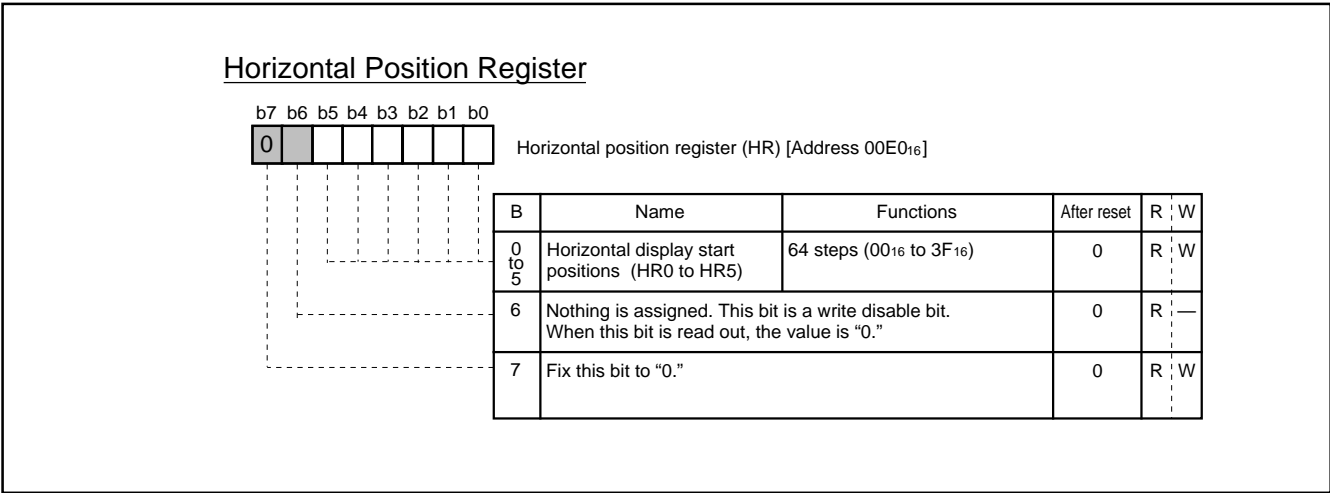 Horizontal Position Register
b7 b6 b5 b4 b3 b2 b1 b0
0
Horizontal position register (HR) [Address 00E0₁₆]
B Name Functions After reset R W
0 to 5 Horizontal display start positions (HR0 to HR5) 64 steps (00₁₆ to 3F₁₆) 0 R W
6 Nothing is assigned. This bit is a write disable bit. 0 R —
When this bit is read out, the value is “0.”
7 Fix this bit to “0.” 0 R W